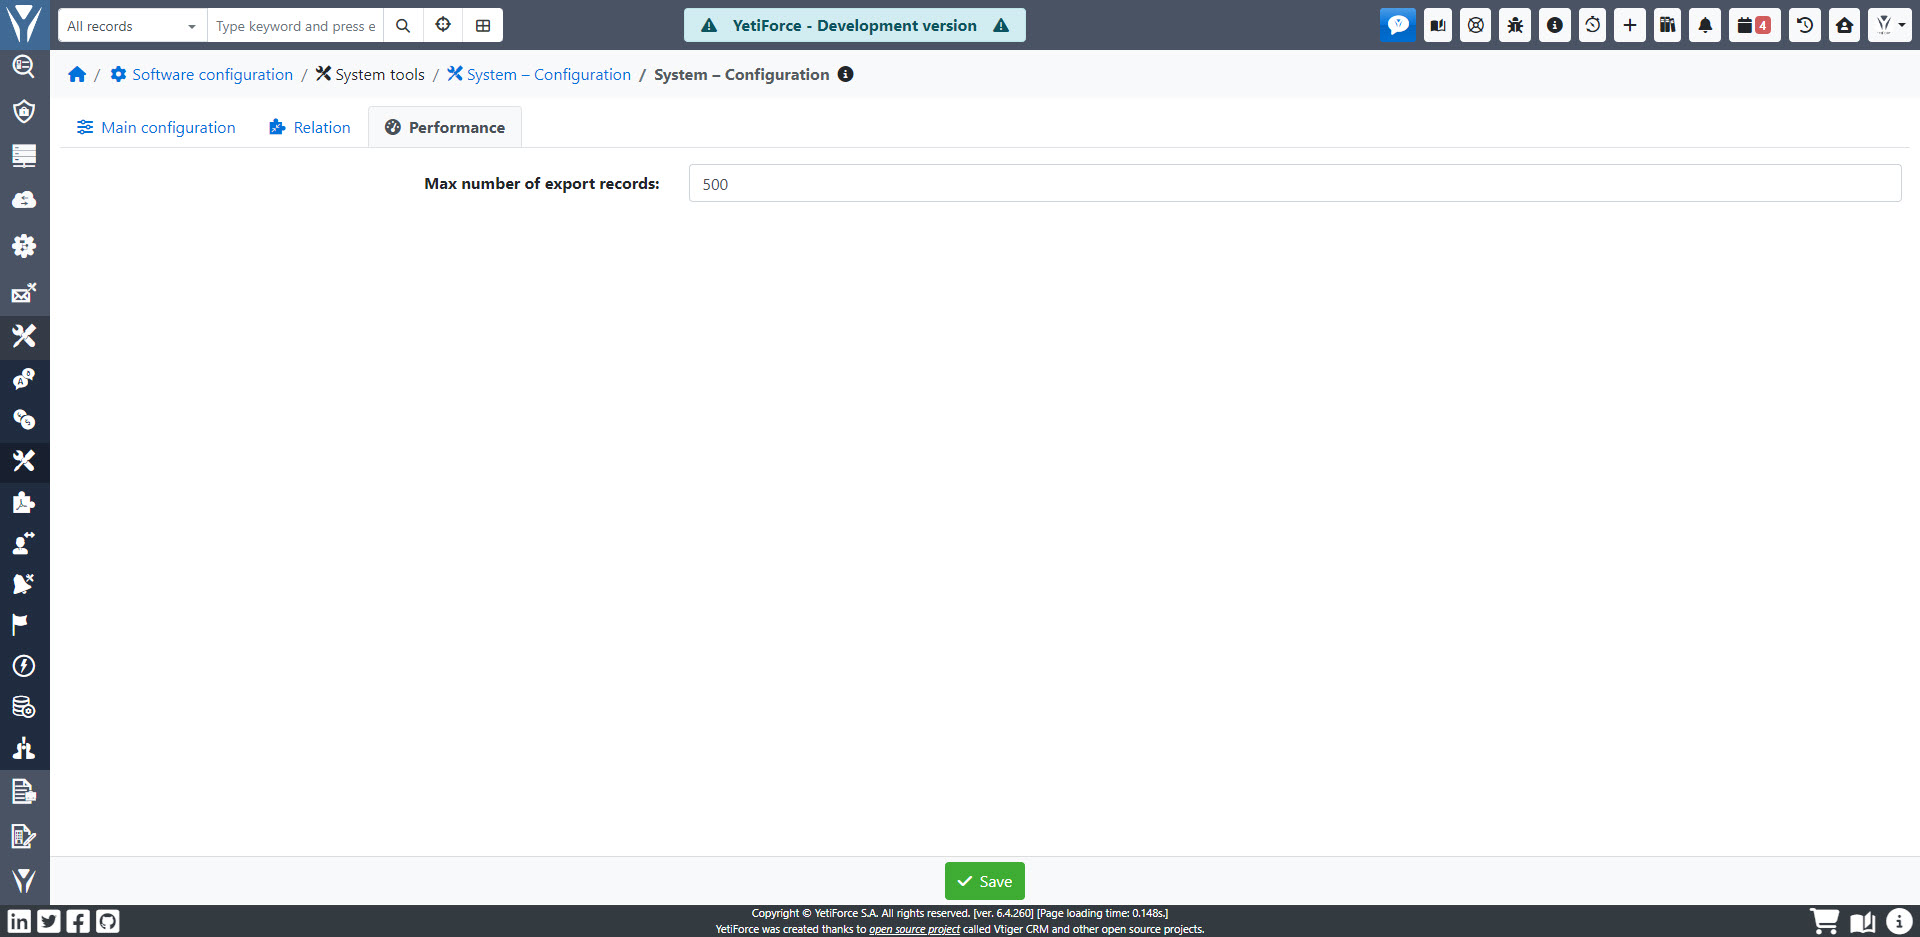 All records
Type keyword and press e
YetiForce - Development version
4
/ Software configuration / System tools / System – Configuration / System – Configuration
Main configuration
Relation
Performance
Max number of export records:
500
Save
Copyright © YetiForce S.A. All rights reserved. [ver. 6.4.260] [Page loading time: 0.148s.]
YetiForce was created thanks to open source project called Vtiger CRM and other open source projects.